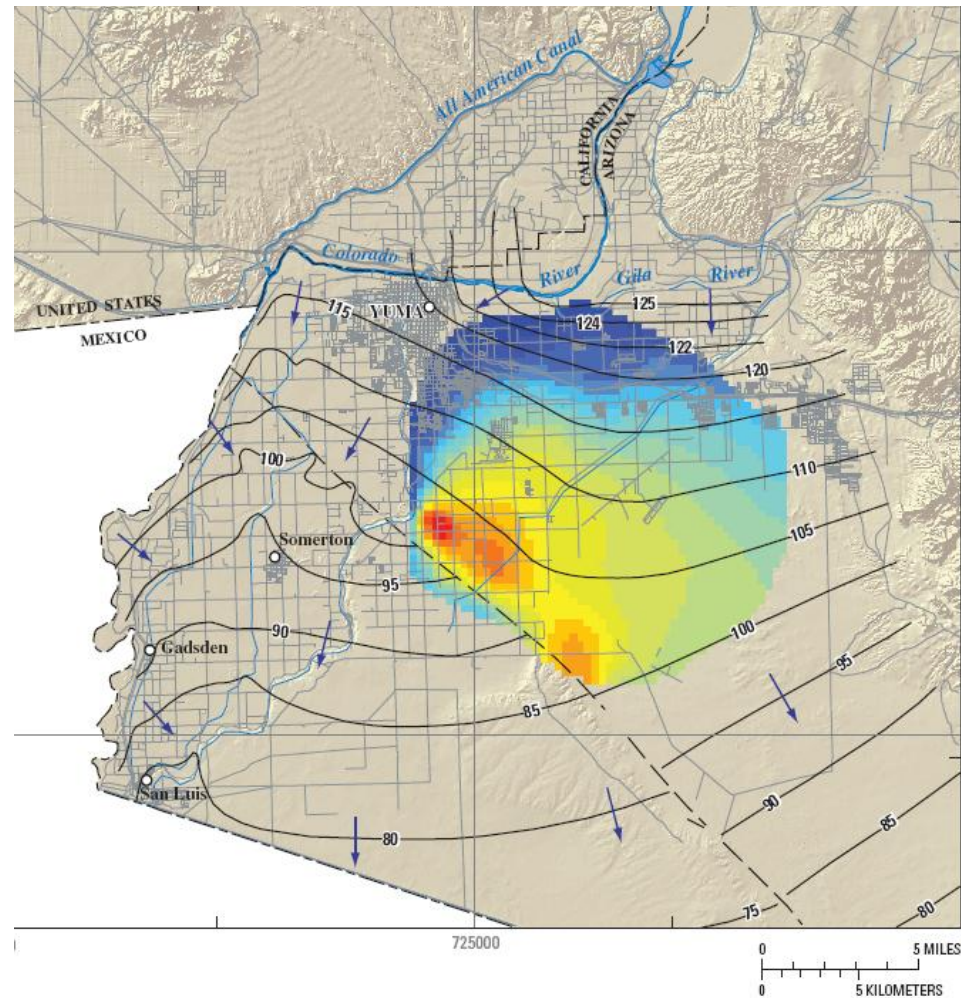 All American Canal
CALIFORNIA
ARIZONA
Colorado
River
Gila
River
UNITED STATES
MEXICO
YUMA
115
125
124
122
120
110
105
100
Somerton
95
90
Gadsden
100
95
85
San Luis
80
90
85
75
80
725000
0
5 MILES
0
5 KILOMETERS